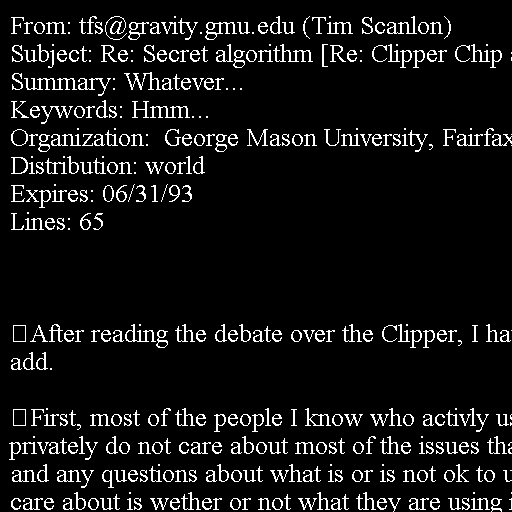 From: tfs@gravity.gmu.edu (Tim Scanlon)
Subject: Re: Secret algorithm [Re: Clipper Chip
Summary: Whatever...
Keywords: Hmm...
Organization:  George Mason University, Fairfax
Distribution: world
Expires: 06/31/93
Lines: 65
After reading the debate over the Clipper, I ha
add.
First, most of the people I know who activly us
privately do not care about most of the issues tha
and any questions about what is or is not ok to u
care about is wether or not what they are using i